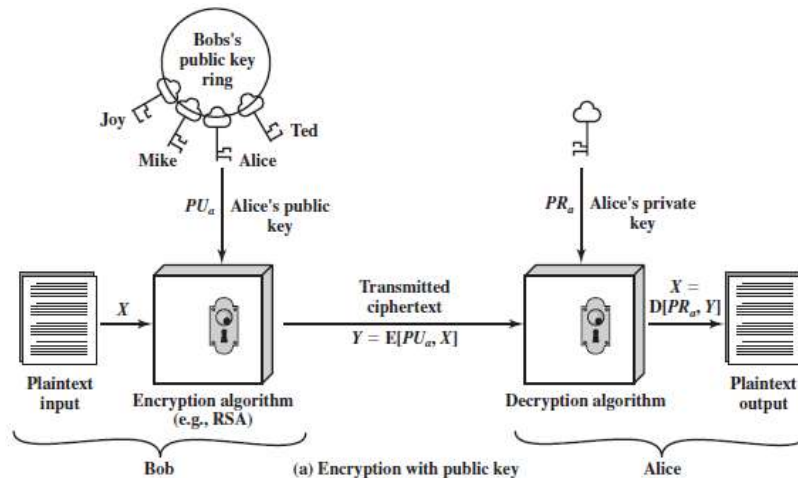 Bobs's
public key
ring
Joy
Ted
Mike
Alice
PUₐ
Alice's public
key
PRₐ
Alice's private
key
X
Transmitted
ciphertext
Y = E[PUₐ, X]
X =
D[PRₐ, Y]
Plaintext
input
Encryption algorithm
(e.g., RSA)
Decryption algorithm
Plaintext
output
Bob
(a) Encryption with public key
Alice